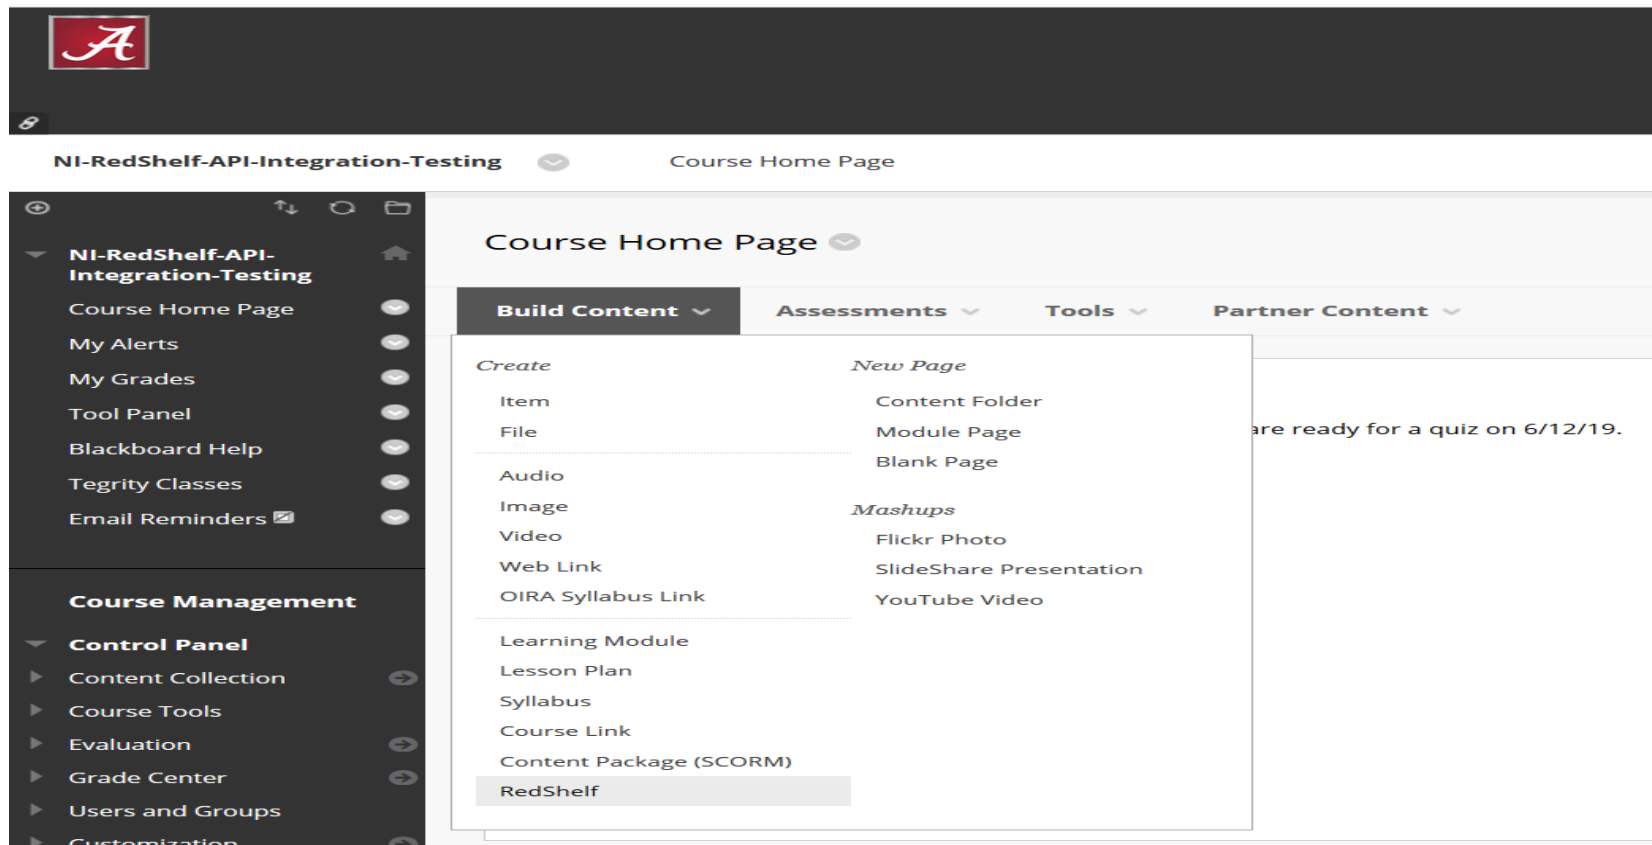 A
NI-RedShelf-API-Integration-Testing
Course Home Page
NI-RedShelf-API-
Integration-Testing
Course Home Page
My Alerts
My Grades
Tool Panel
Blackboard Help
Tegrity Classes
Email Reminders
Course Management
Control Panel
Content Collection
Course Tools
Evaluation
Grade Center
Users and Groups
Customization
Course Home Page
Build Content
Assessments
Tools
Partner Content
Create
Item
File
Audio
Image
Video
Web Link
OIRA Syllabus Link
Learning Module
Lesson Plan
Syllabus
Course Link
Content Package (SCORM)
RedShelf
New Page
Content Folder
Module Page
Blank Page
Mashups
Flickr Photo
SlideShare Presentation
YouTube Video
are ready for a quiz on 6/12/19.